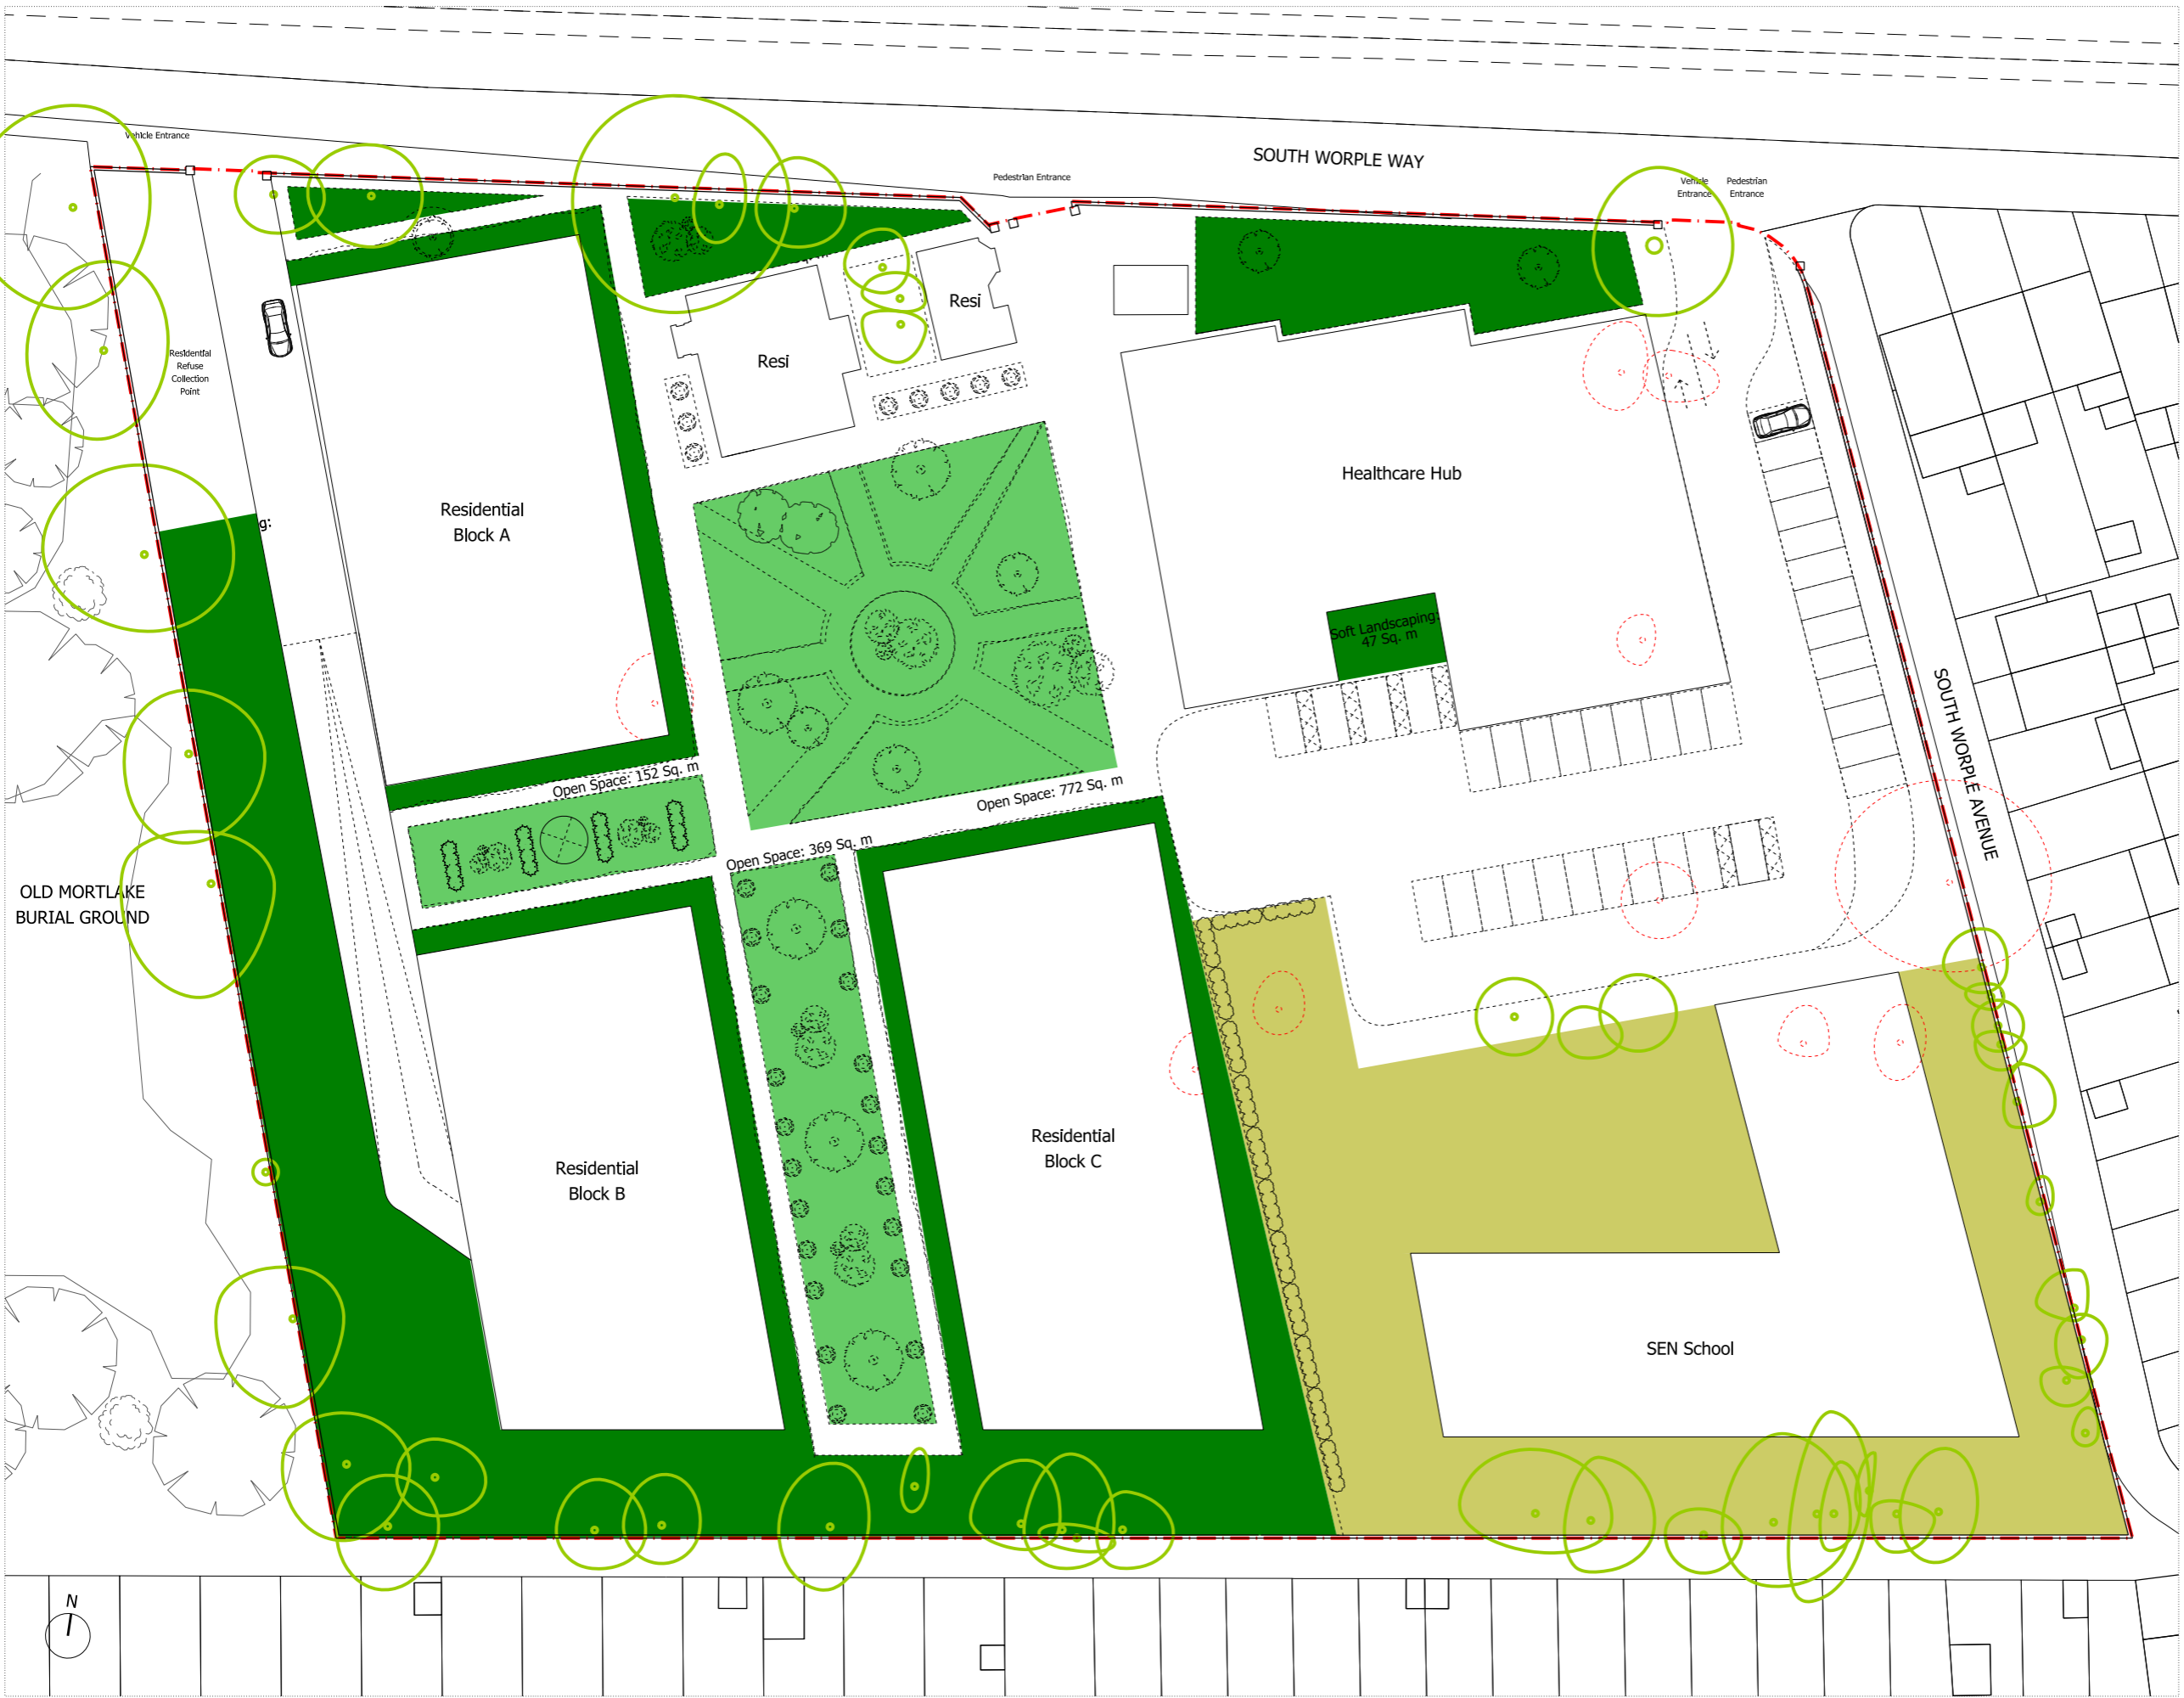 Vehicle Entrance
SOUTH WORPLE WAY
Pedestrian Entrance
Vehicle
Entrance
Pedestrian
Entrance
Resi
Residential
Refuse
Collection
Point
Resi
Healthcare Hub
Residential
Block A
g:
Soft Landscaping:
47 Sq. m
SOUTH WORPLE AVENUE
Open Space: 152 Sq. m
Open Space: 772 Sq. m
Open Space: 369 Sq. m
OLD MORTLAKE
BURIAL GROUND
Residential
Block C
Residential
Block B
SEN School
N